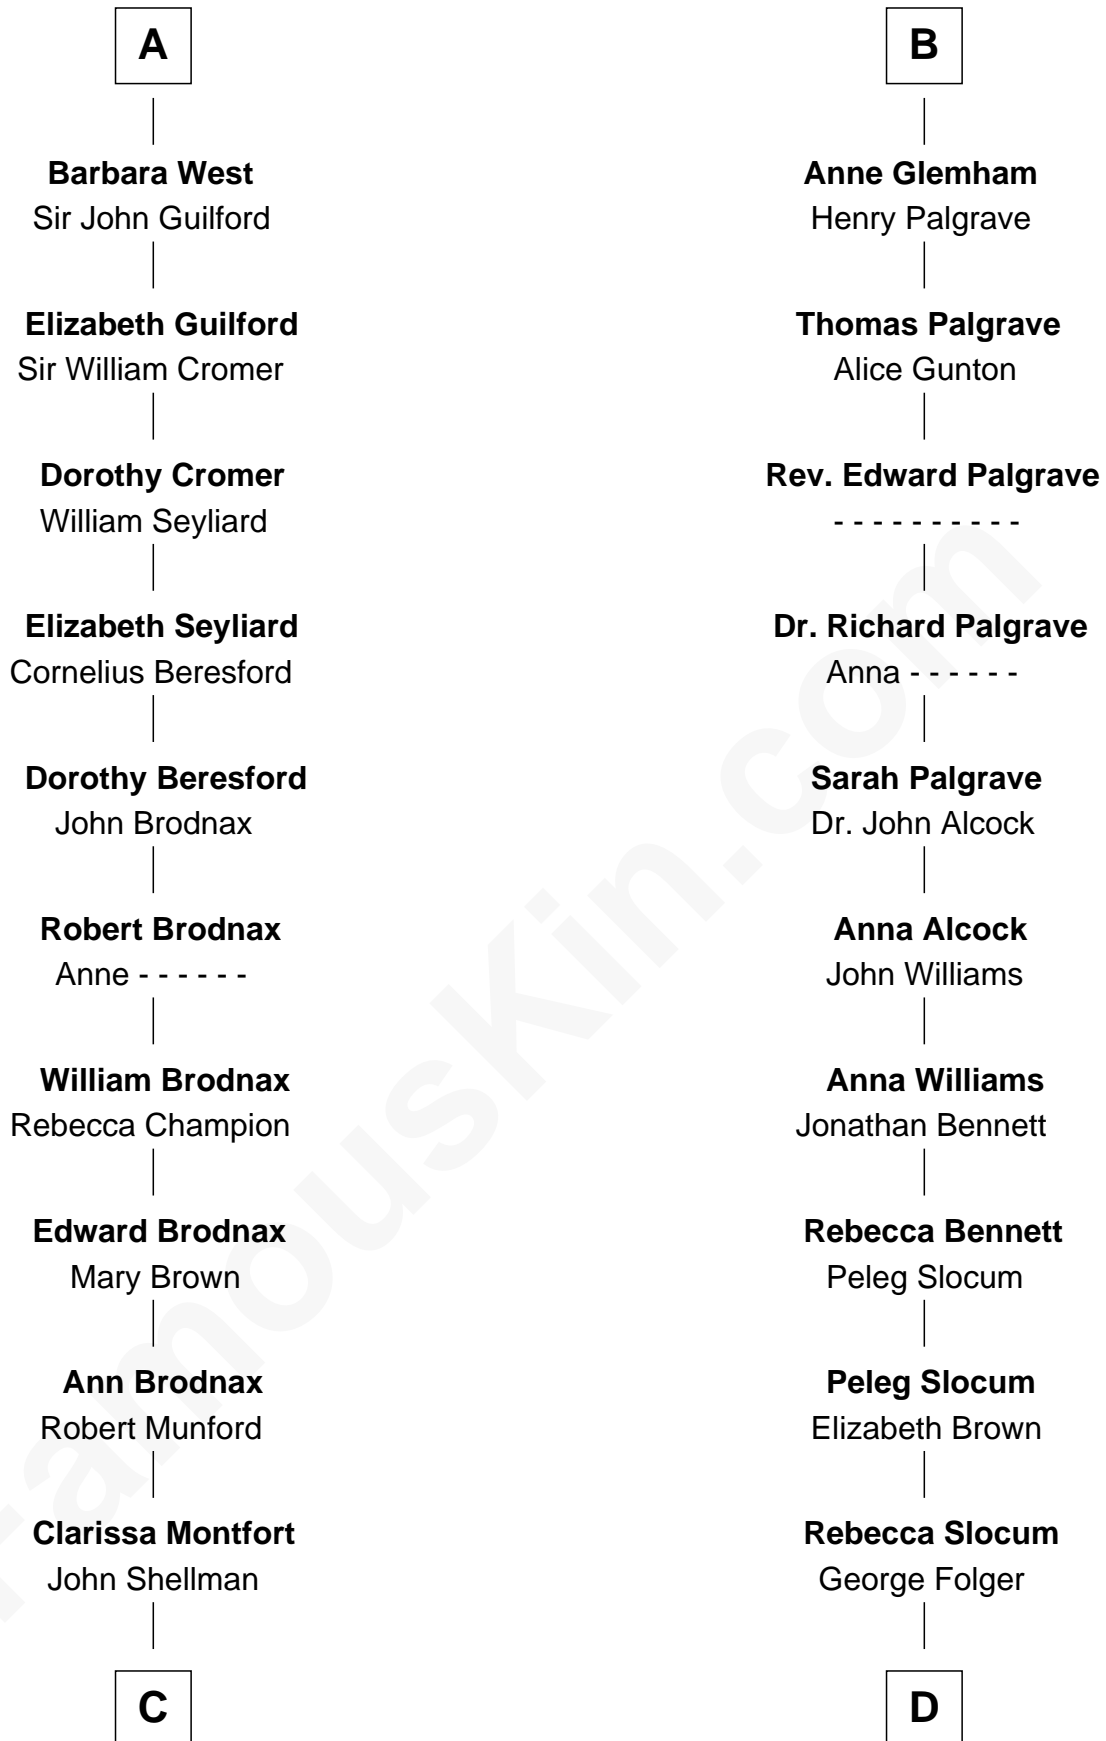 A
Barbara West
Sir John Guilford
Elizabeth Guilford
Sir William Cromer
Dorothy Cromer
William Seyliard
Elizabeth Seyliard
Cornelius Beresford
Dorothy Beresford
John Brodnax
Robert Brodnax
Anne - - - - - -
William Brodnax
Rebecca Champion
Edward Brodnax
Mary Brown
Ann Brodnax
Robert Munford
Clarissa Montfort
John Shellman
C
B
Anne Glemham
Henry Palgrave
Thomas Palgrave
Alice Gunton
Rev. Edward Palgrave
- - - - - - - - - -
Dr. Richard Palgrave
Anna - - - - - -
Sarah Palgrave
Dr. John Alcock
Anna Alcock
John Williams
Anna Williams
Jonathan Bennett
Rebecca Bennett
Peleg Slocum
Peleg Slocum
Elizabeth Brown
Rebecca Slocum
George Folger
D
FamousKin.com